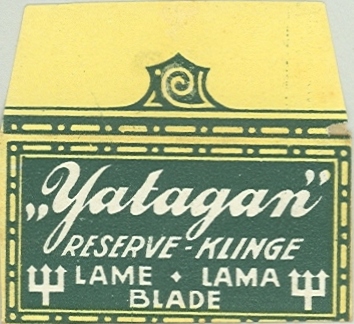 „Yatagan”
RESERVE-KLINGE
LAME • LAMA
BLADE